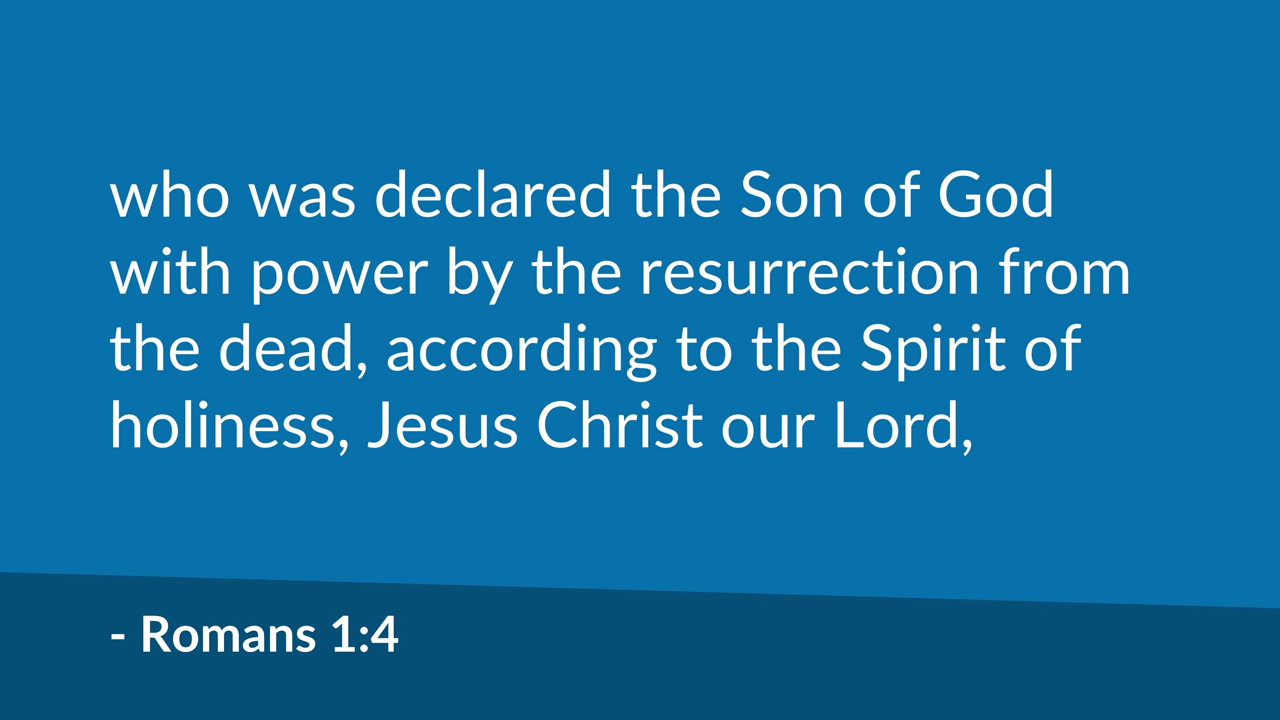 who was declared the Son of God
with power by the resurrection from
the dead, according to the Spirit of
holiness, Jesus Christ our Lord,
- Romans 1:4